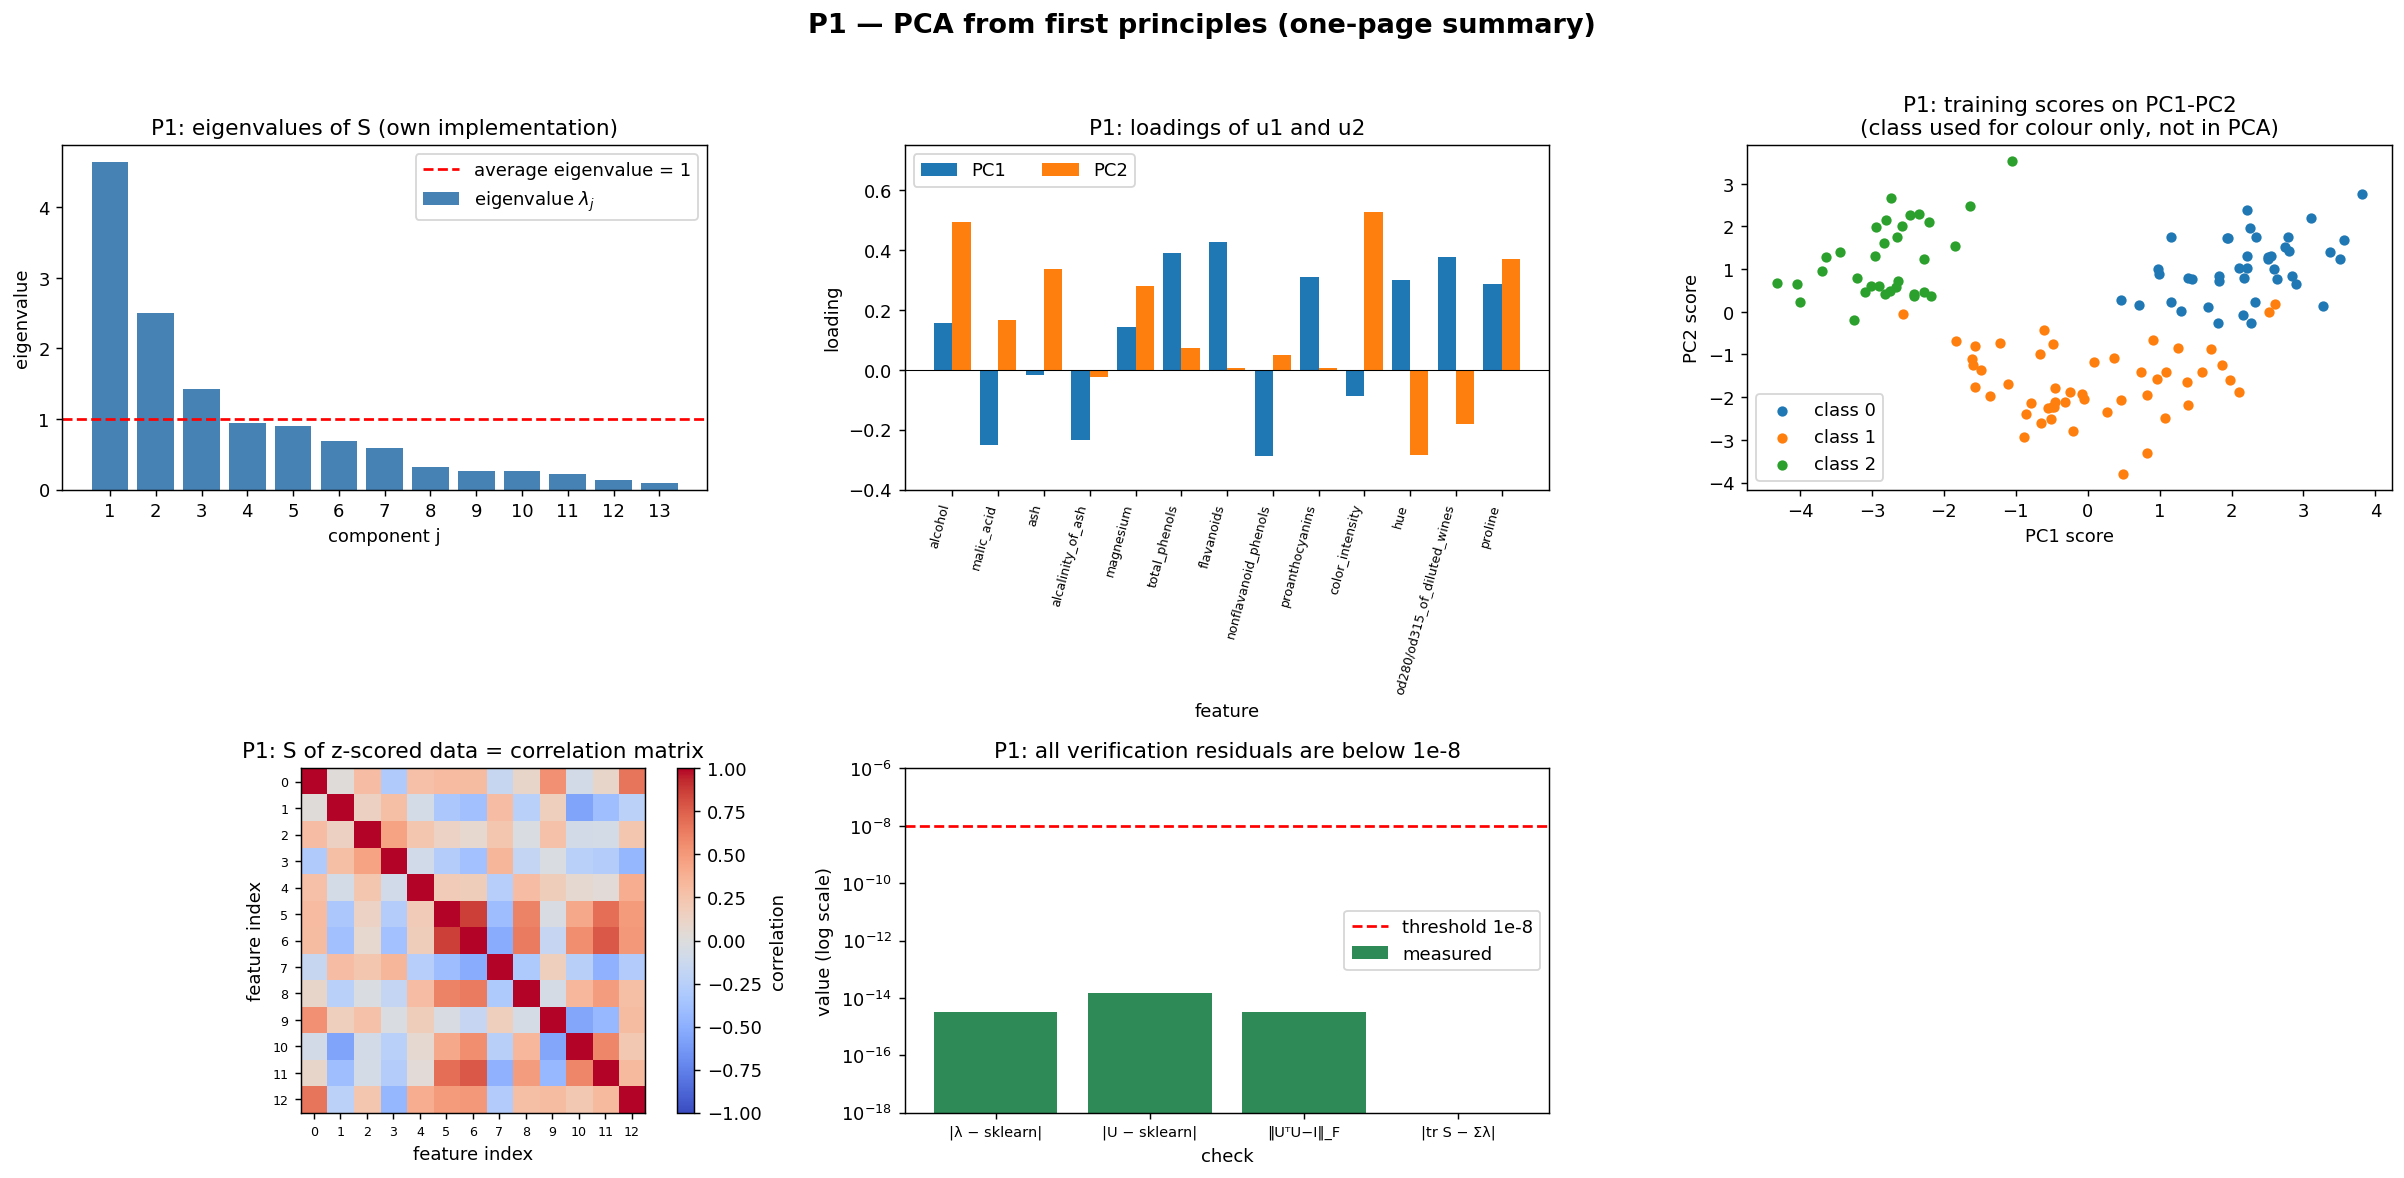 P1 — PCA from first principles (one-page summary)
P1: eigenvalues of S (own implementation)
average eigenvalue = 1
eigenvalue λj
eigenvalue
4
3
2
1
0
1 2 3 4 5 6 7 8 9 10 11 12 13
component j
P1: loadings of u1 and u2
PC1 PC2
loading
0.6
0.4
0.2
0.0
−0.2
−0.4
alcohol
malic_acid
ash
alcalinity_of_ash
magnesium
total_phenols
flavanoids
nonflavanoid_phenols
proanthocyanins
color_intensity
hue
od280/od315_of_diluted_wines
proline
feature
P1: training scores on PC1-PC2
(class used for colour only, not in PCA)
PC2 score
3
2
1
0
−1
−2
−3
−4
class 0
class 1
class 2
−4 −3 −2 −1 0 1 2 3 4
PC1 score
P1: S of z-scored data = correlation matrix
feature index
0
1
2
3
4
5
6
7
8
9
10
11
12
0 1 2 3 4 5 6 7 8 9 10 11 12
feature index
1.00
0.75
0.50
0.25
0.00
−0.25
−0.50
−0.75
−1.00
correlation
P1: all verification residuals are below 1e-8
value (log scale)
10−6
10−8
10−10
10−12
10−14
10−16
10−18
threshold 1e-8
measured
|λ − sklearn| |U − sklearn| ‖UᵀU−I‖_F |tr S − Σλ|
check